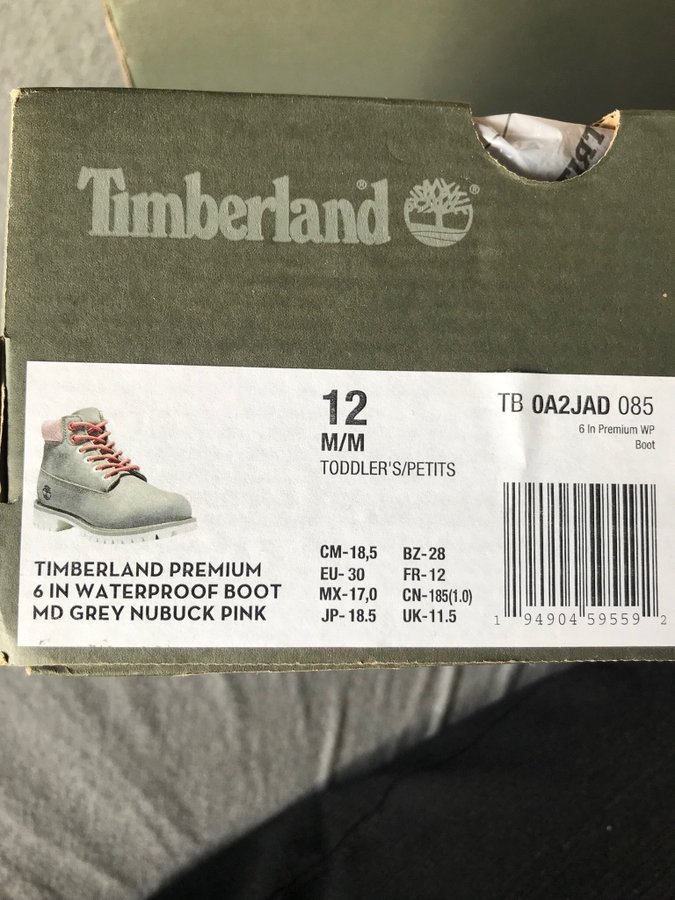 Timberland®
®
12
M/M
TODDLER'S/PETITS
TB 0A2JAD 085
6 In Premium WP
Boot
TIMBERLAND PREMIUM
6 IN WATERPROOF BOOT
MD GREY NUBUCK PINK
CM-18,5 BZ-28
EU- 30 FR-12
MX-17,0 CN-185(1.0)
JP- 18.5 UK-11.5
1 94904 59559 2